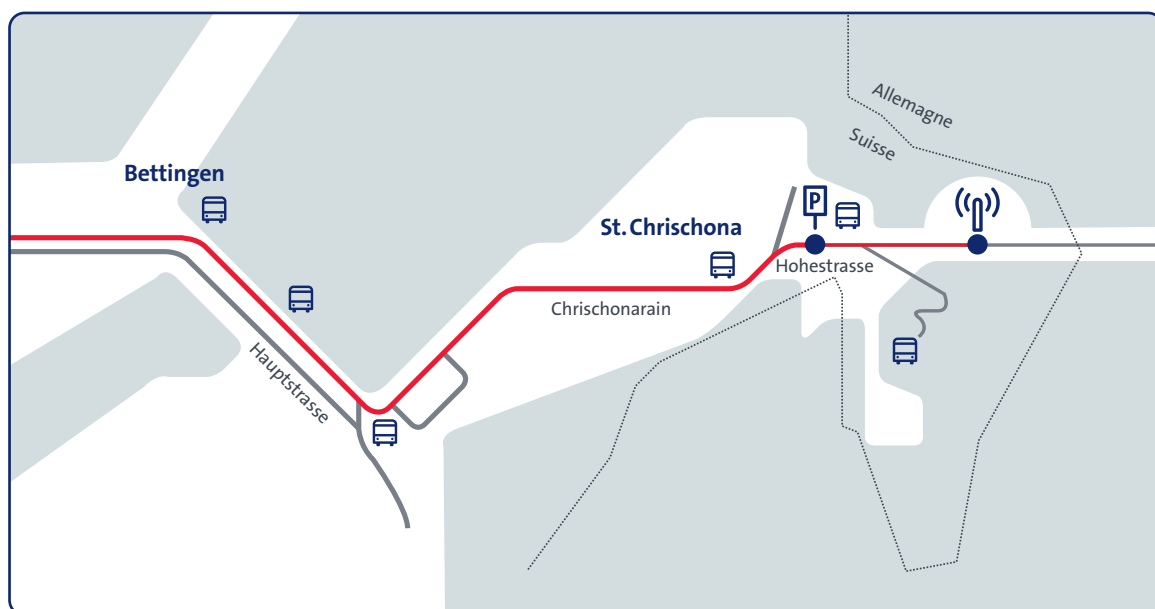 Allemagne
Suisse
Bettingen
P
St. Chrischona
Hohestrasse
Chrischonarain
Hauptstrasse